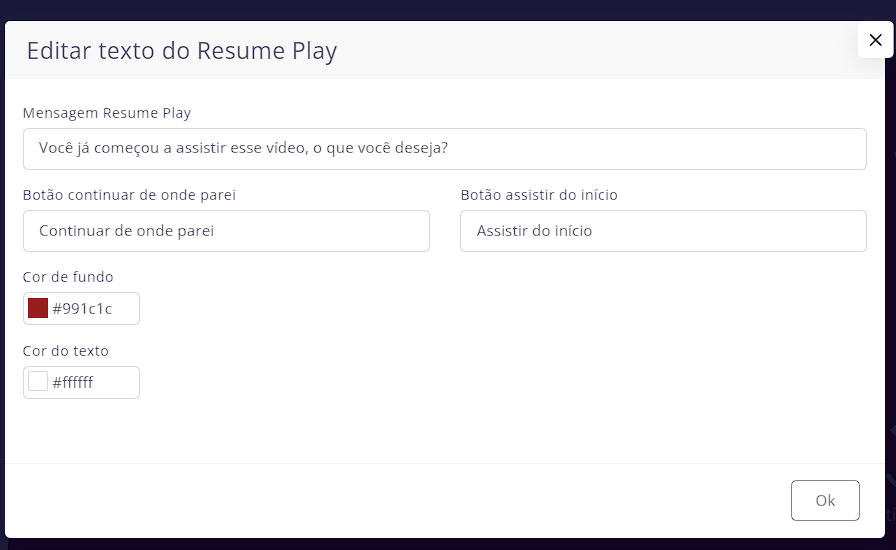 Editar texto do Resume Play
Mensagem Resume Play
Você já começou a assistir esse vídeo, o que você deseja?
Botão continuar de onde parei
Botão assistir do início
Continuar de onde parei
Assistir do início
Cor de fundo
#991c1c
Cor do texto
#ffffff
Ok